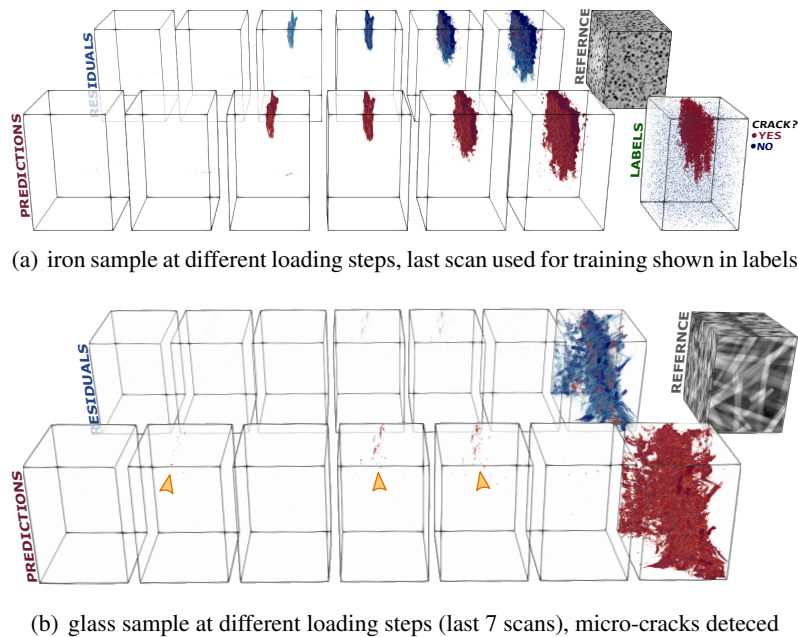 RESIDUALS
REFERNCE
PREDICTIONS
LABELS
CRACK?
YES
NO
(a) iron sample at different loading steps, last scan used for training shown in labels
RESIDUALS
REFERNCE
PREDICTIONS
(b) glass sample at different loading steps (last 7 scans), micro-cracks deteced